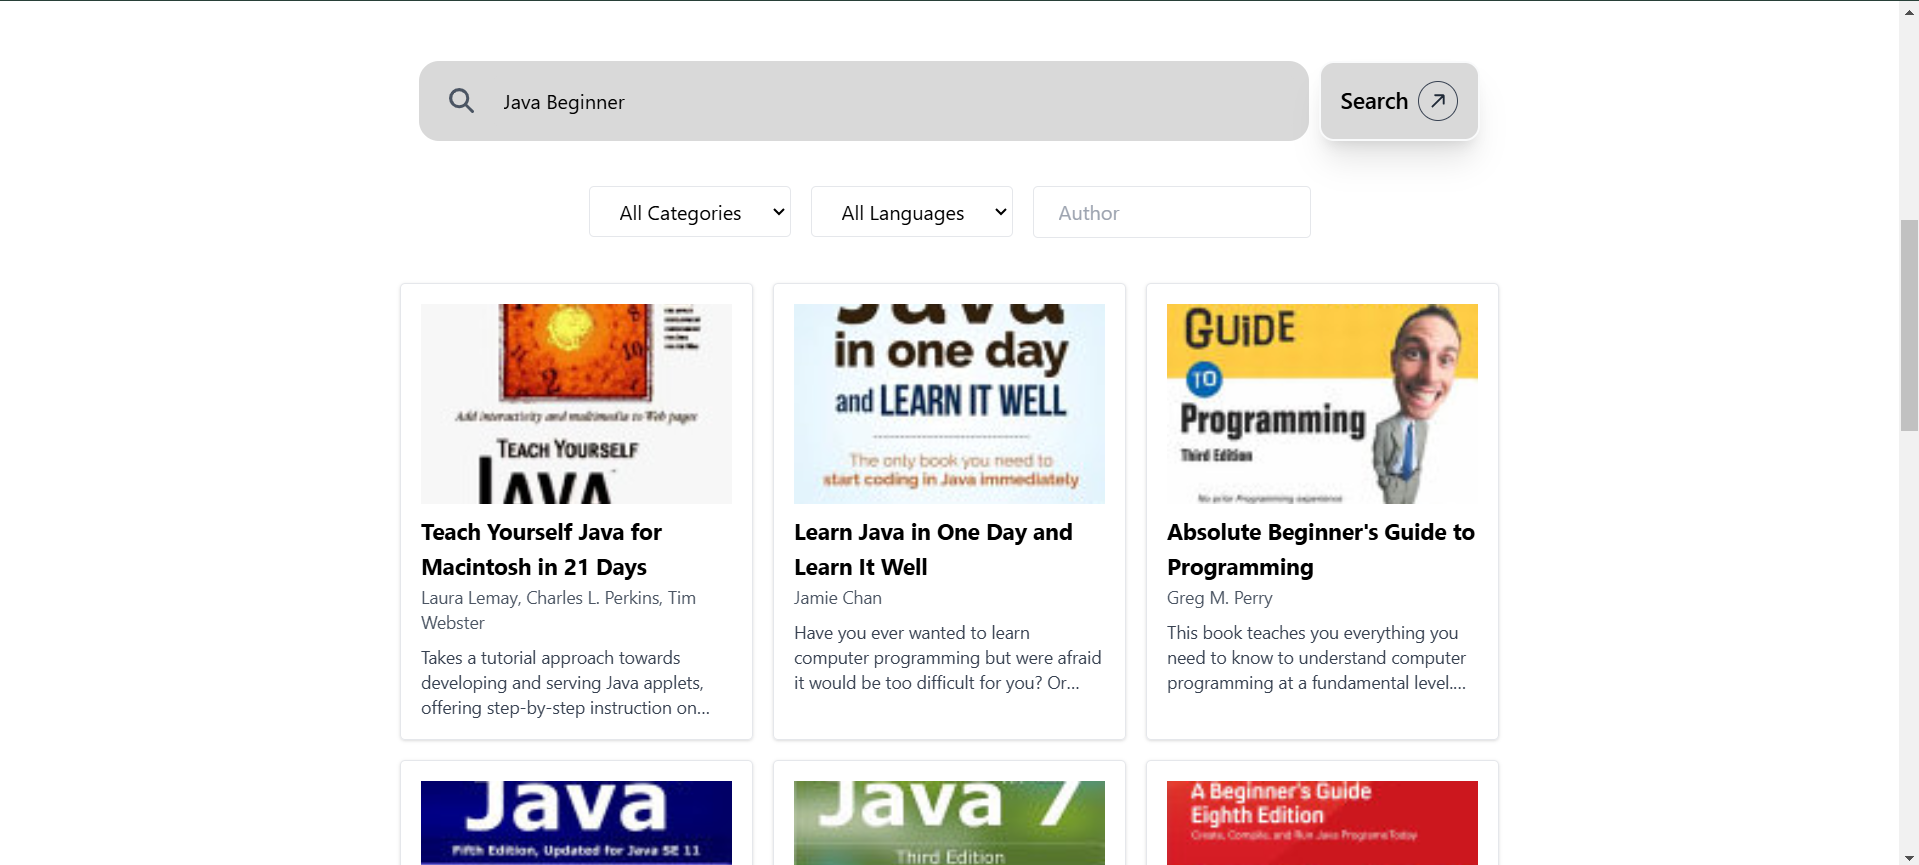 Java Beginner
Search
All Categories
All Languages
Author
Add interactivity and multimedia to Web pages
TEACH YOURSELF
JAVA
Teach Yourself Java for
Macintosh in 21 Days
Laura Lemay, Charles L. Perkins, Tim
Webster
Takes a tutorial approach towards
developing and serving Java applets,
offering step-by-step instruction on...
Java
in one day
and LEARN IT WELL
The only book you need to
start coding in Java immediately
Learn Java in One Day and
Learn It Well
Jamie Chan
Have you ever wanted to learn
computer programming but were afraid
it would be too difficult for you? Or...
GUiDE
TO
Programming
Third Edition
No prior Programming experience
Absolute Beginner's Guide to
Programming
Greg M. Perry
This book teaches you everything you
need to know to understand computer
programming at a fundamental level....
Java
Fifth Edition, Updated for Java SE 11
Java 7
Third Edition
A Beginner's Guide
Eighth Edition
Create, Compile, and Run Java Programs Today